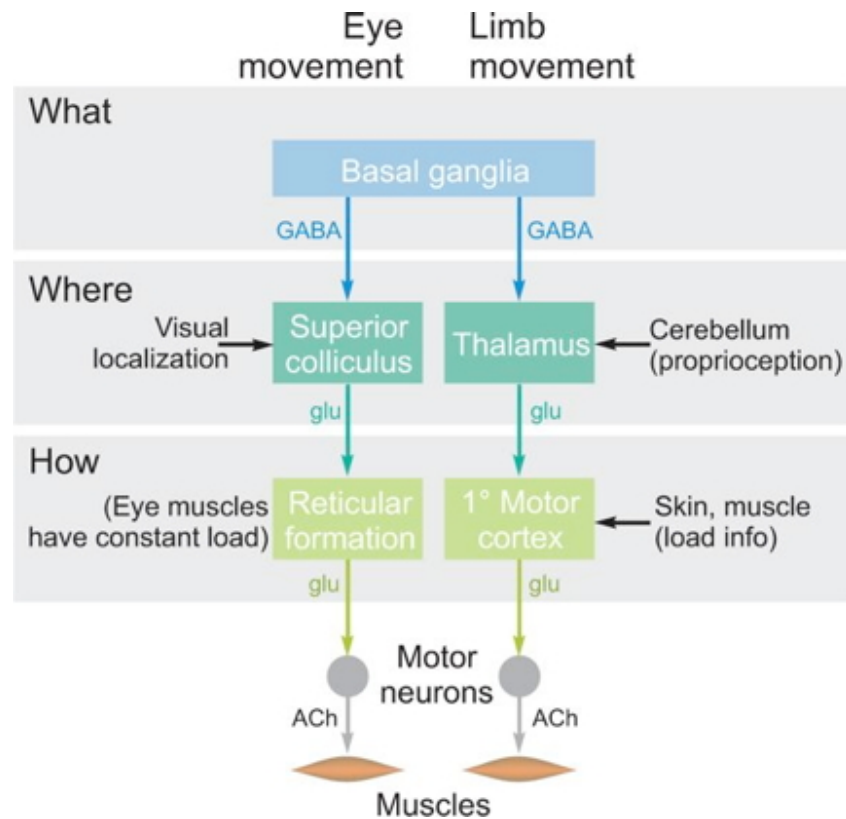 Eye
movement
Limb
movement
What
Basal ganglia
GABA
GABA
Where
Visual
localization
Superior
colliculus
Thalamus
Cerebellum
(proprioception)
glu
glu
How
(Eye muscles
have constant load)
Reticular
formation
1° Motor
cortex
Skin, muscle
(load info)
glu
glu
Motor
neurons
ACh
ACh
Muscles